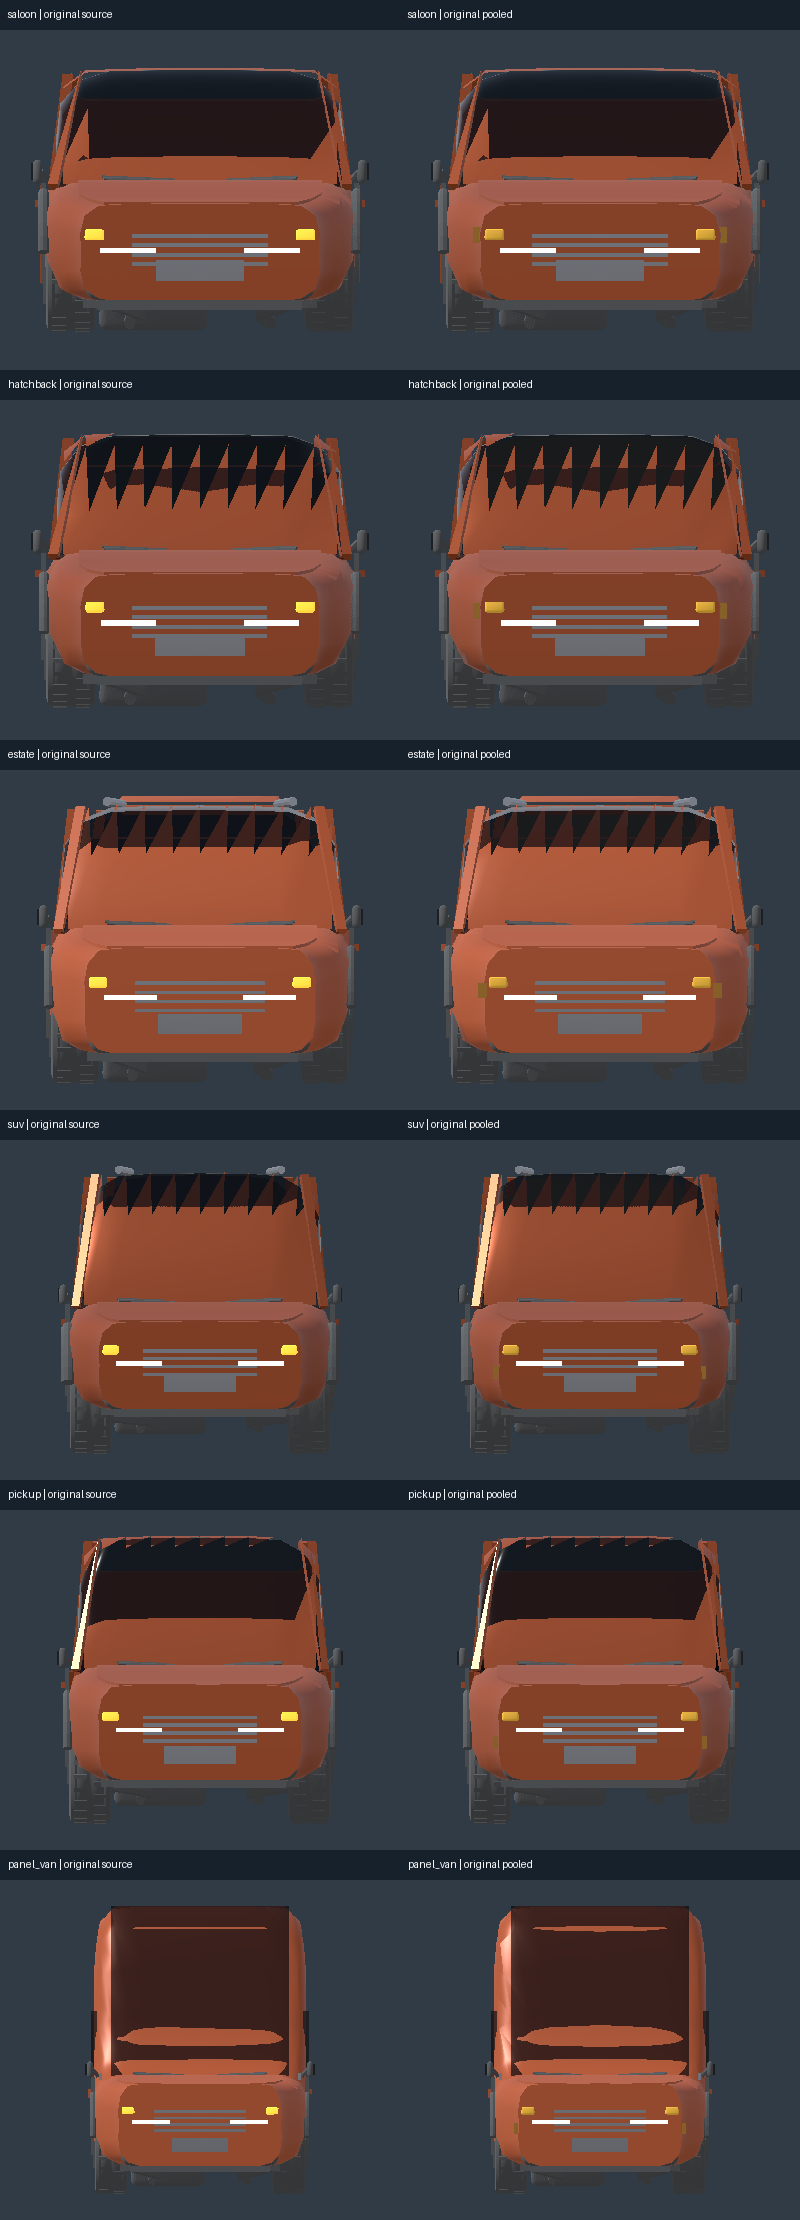 saloon | original source
saloon | original pooled
hatchback | original source
hatchback | original pooled
estate | original source
estate | original pooled
suv | original source
suv | original pooled
pickup | original source
pickup | original pooled
panel_van | original source
panel_van | original pooled